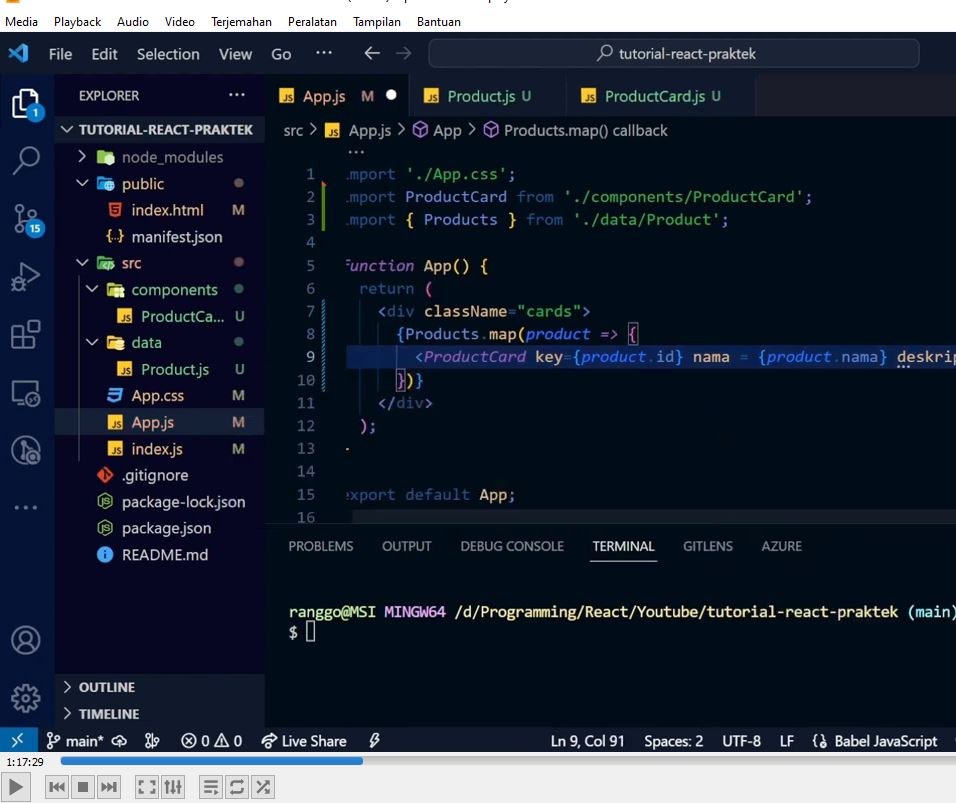 Media Playback Audio Video Terjemahan Peralatan Tampilan Bantuan
File Edit Selection View Go ··· tutorial-react-praktek
EXPLORER ···
App.js M Product.js U ProductCard.js U
TUTORIAL-REACT-PRAKTEK
src > App.js > App > Products.map() callback
node_modules
public
index.html M
manifest.json
src
components
ProductCa... U
data
Product.js U
App.css M
App.js M
index.js M
.gitignore
package-lock.json
package.json
README.md
OUTLINE
TIMELINE
1
15
···
1 mport './App.css';
2 mport ProductCard from './components/ProductCard';
3 mport { Products } from './data/Product';
4
5 function App() {
6 return (
7 <div className="cards">
8 {Products.map(product => {
9 <ProductCard key={product.id} nama = {product.nama} deskrip
10 })}
11 </div>
12 );
13
14
15 export default App;
16
PROBLEMS OUTPUT DEBUG CONSOLE TERMINAL GITLENS AZURE
ranggo@MSI MINGW64 /d/Programming/React/Youtube/tutorial-react-praktek (main)
$
main* 0 0 Live Share Ln 9, Col 91 Spaces: 2 UTF-8 LF {} Babel JavaScript
1:17:29